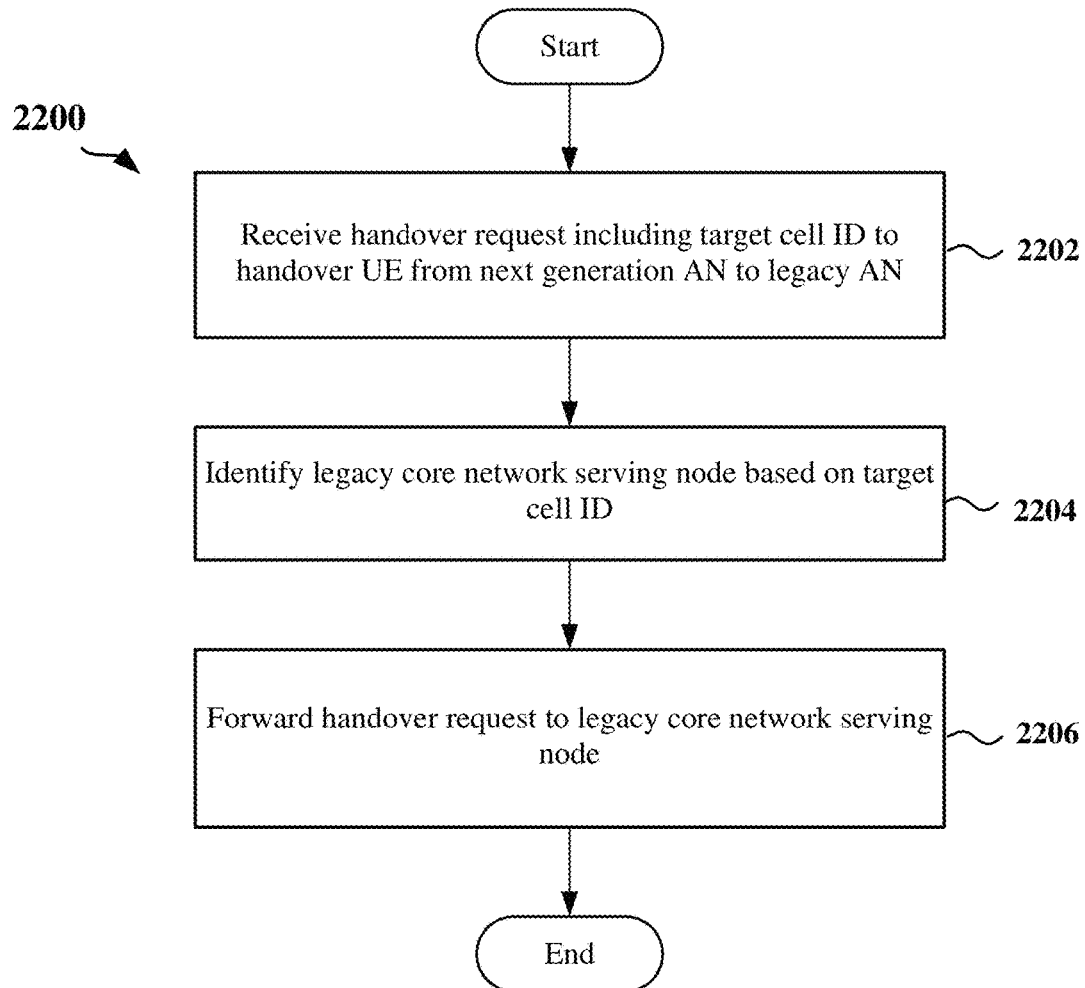 Start
2200
Receive handover request including target cell ID to
handover UE from next generation AN to legacy AN
2202
Identify legacy core network serving node based on target
cell ID
2204
Forward handover request to legacy core network serving
node
2206
End